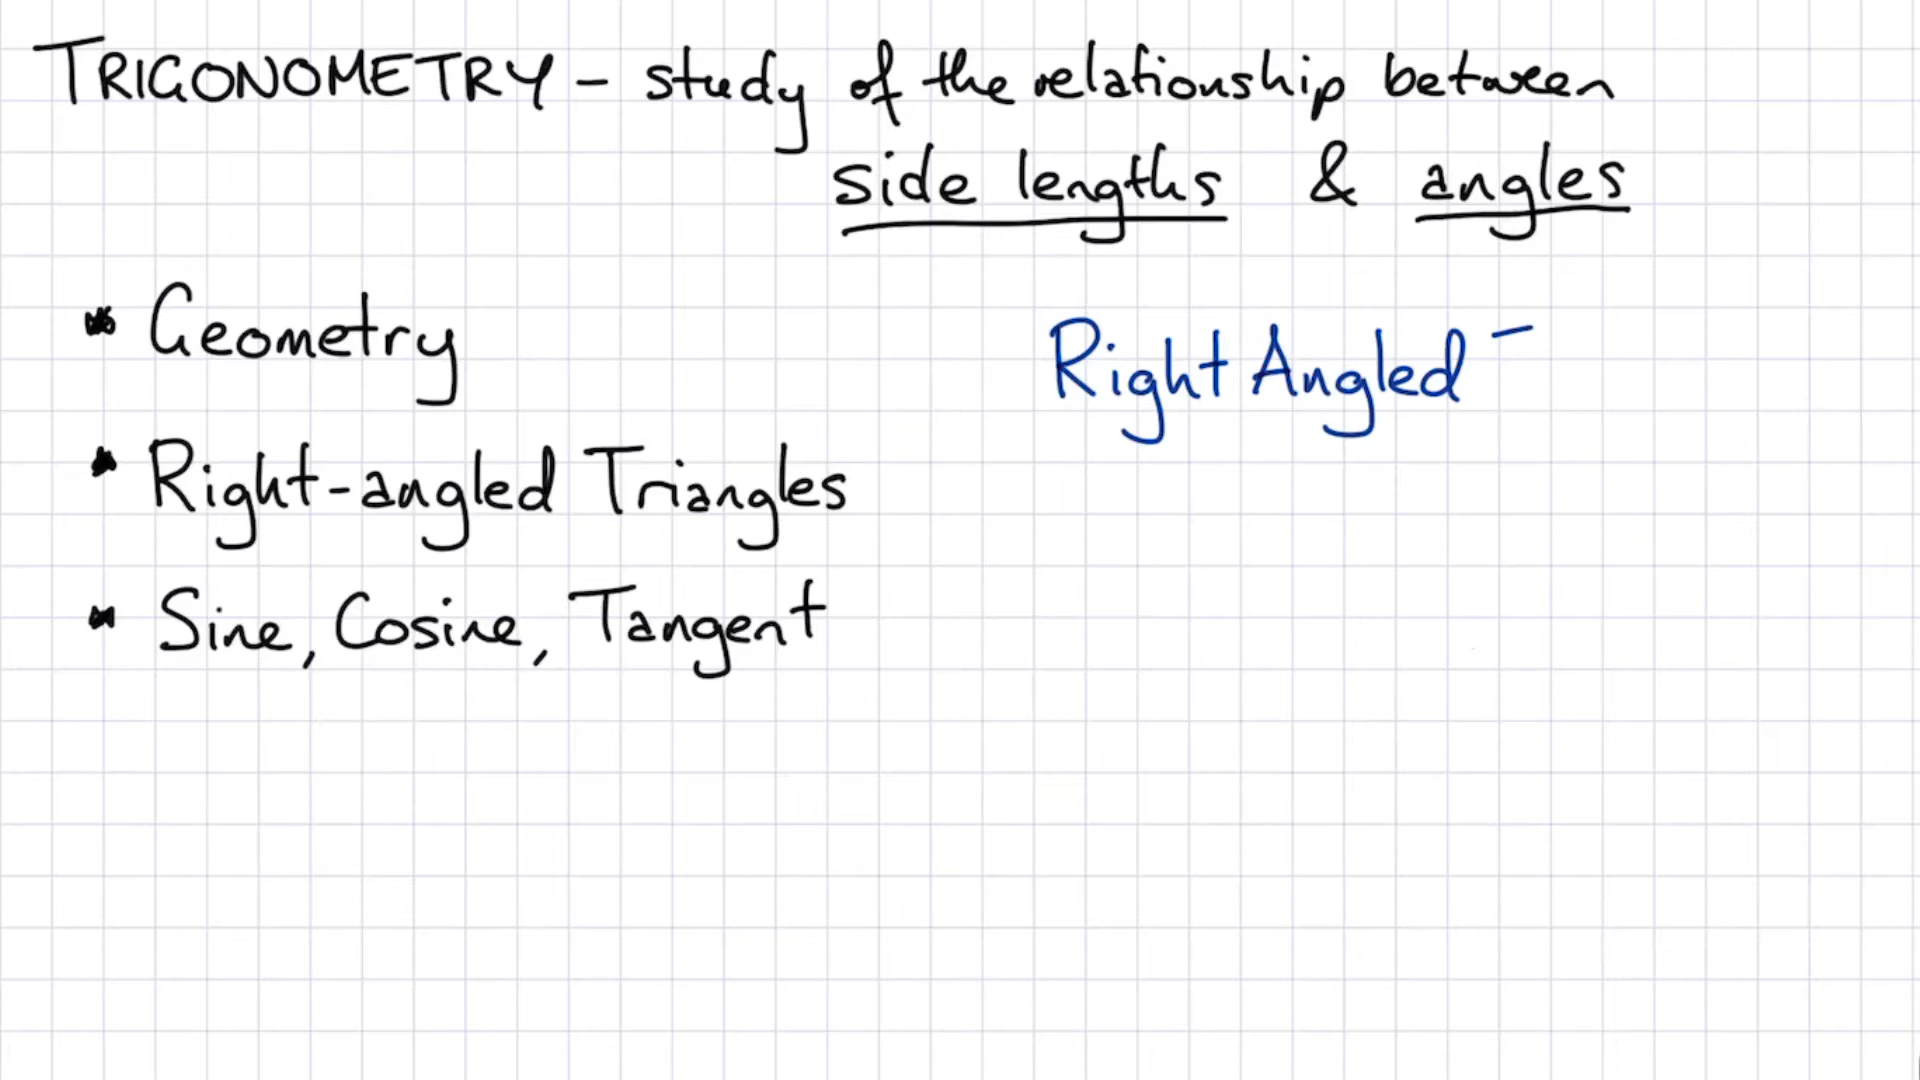 TRIGONOMETRY - study of the relationship between
side lengths & angles
• Geometry
Right Angled -
• Right-angled Triangles
• Sine, Cosine, Tangent